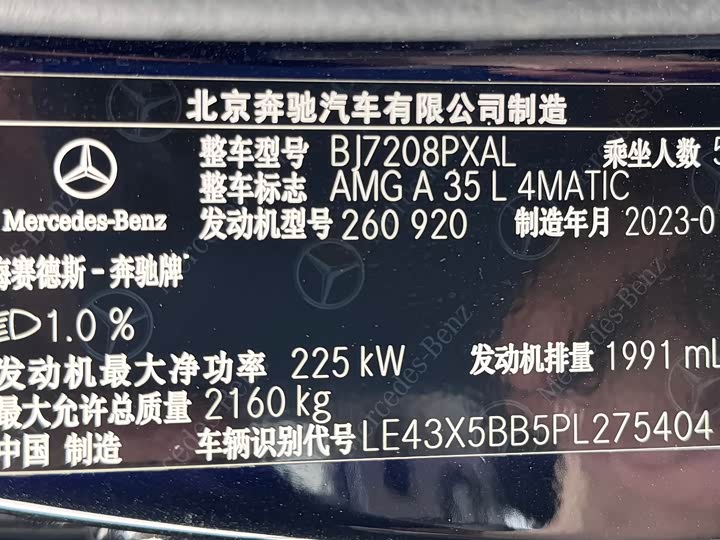 北京奔驰汽车有限公司制造
整车型号 BJ7208PXAL 乘坐人数 5
整车标志 AMG A 35 L 4MATIC
Mercedes-Benz 发动机型号 260 920 制造年月 2023-0
梅赛德斯-奔驰牌
1.0 %
发动机最大净功率 225 kW 发动机排量 1991 mL
最大允许总质量 2160 kg
中国 制造 车辆识别代号 LE43X5BB5PL275404